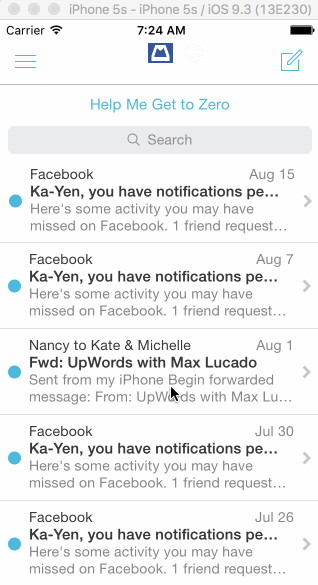 iPhone 5s - iPhone 5s / iOS 9.3 (13E230)
Carrier 7:24 AM
Help Me Get to Zero
Search
Facebook Aug 15
Ka-Yen, you have notifications pe...
Here's some activity you may have
missed on Facebook. 1 friend request...
Facebook Aug 7
Ka-Yen, you have notifications pe...
Here's some activity you may have
missed on Facebook. 1 friend request...
Nancy to Kate & Michelle Aug 1
Fwd: UpWords with Max Lucado
Sent from my iPhone Begin forwarded
message: From: UpWords with Max Lu...
Facebook Jul 30
Ka-Yen, you have notifications pe...
Here's some activity you may have
missed on Facebook. 1 friend request...
Facebook Jul 26
Ka-Yen, you have notifications pe...
Here's some activity you may have
missed on Facebook. 1 friend request...